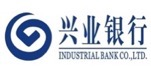 兴业银行
INDUSTRIAL BANK CO.,LTD.